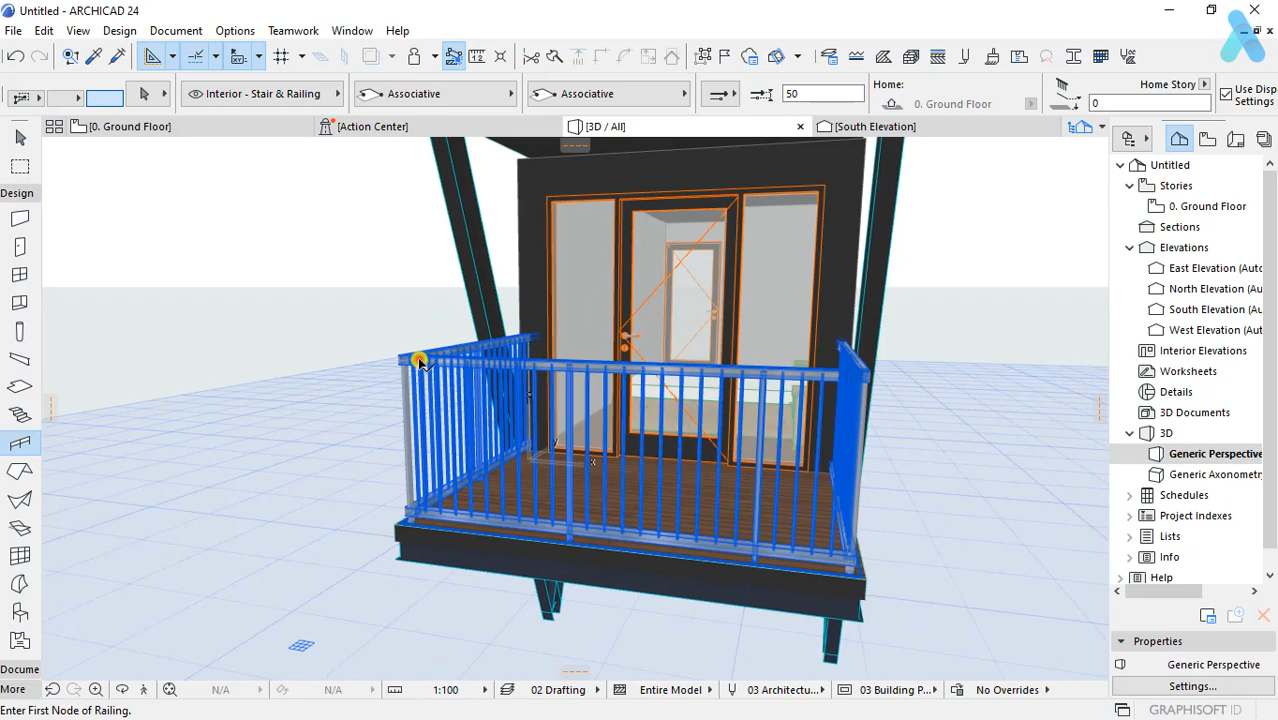 Untitled - ARCHICAD 24
File Edit View Design Document Options Teamwork Window Help
Interior - Stair & Railing
Associative
Associative
50
Home:
0. Ground Floor
Home Story
0
Use Disp
Settings...
[0. Ground Floor]
[Action Center]
[3D / All]
[South Elevation]
Design
Docume
More
Untitled
Stories
0. Ground Floor
Sections
Elevations
East Elevation (Auto
North Elevation (Au
South Elevation (Au
West Elevation (Aut
Interior Elevations
Worksheets
Details
3D Documents
3D
Generic Perspective
Generic Axonometr
Schedules
Project Indexes
Lists
Info
Help
Properties
Generic Perspective
Settings...
N/A
N/A
1:100
02 Drafting
Entire Model
03 Architectu...
03 Building P...
No Overrides
Enter First Node of Railing.
GRAPHISOFT ID
y
x